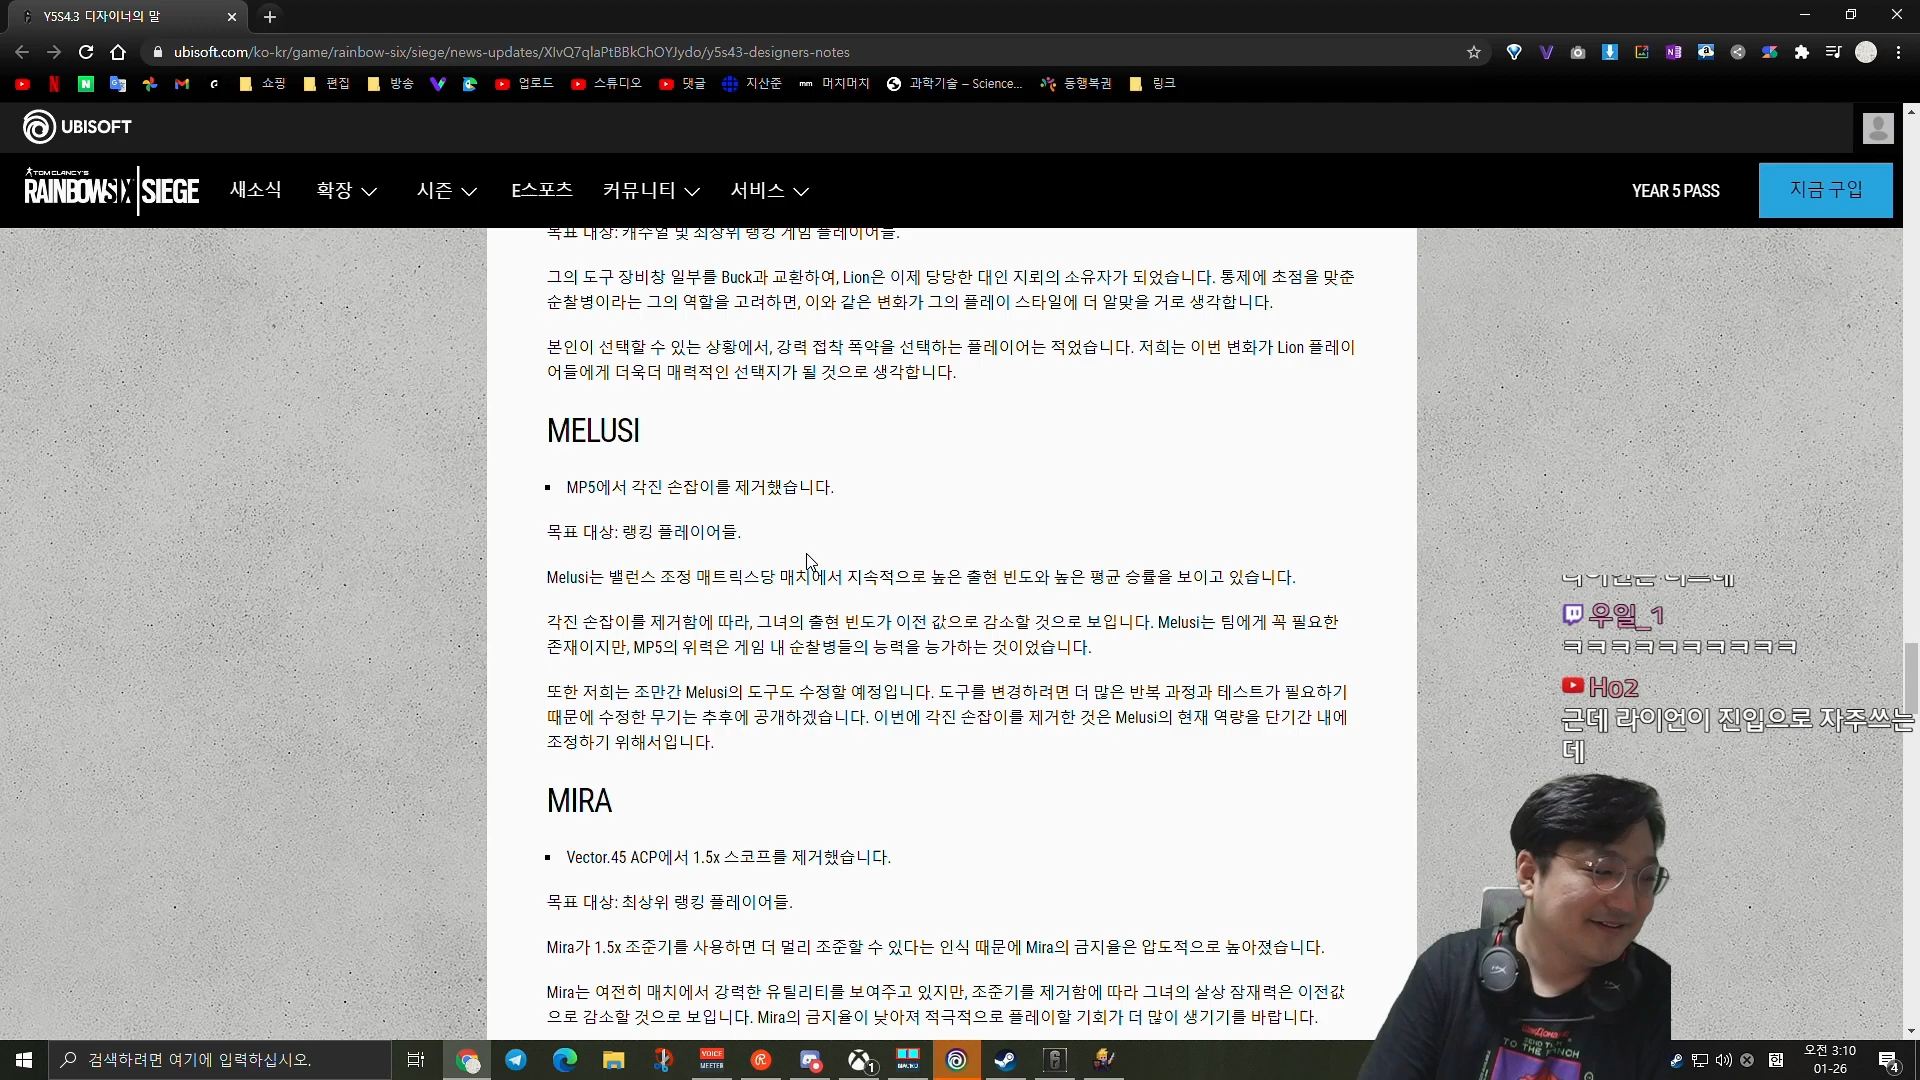 Y5S4.3 디자이너의 말
ubisoft.com/ko-kr/game/rainbow-six/siege/news-updates/XIvQ7qlaPtBBkChOYJydo/y5s43-designers-notes
쇼핑
편집
방송
업로드
스튜디오
댓글
지산준
머치머치
과학기술 – Science...
동행복권
링크
UBISOFT
TOM CLANCY'S
RAINBOW SIX SIEGE
새소식
확장
시즌
E스포츠
커뮤니티
서비스
YEAR 5 PASS
지금 구입
목표 대상: 캐주얼 및 최상위 랭킹 게임 플레이어들.
그의 도구 장비창 일부를 Buck과 교환하여, Lion은 이제 당당한 대인 지뢰의 소유자가 되었습니다. 통제에 초점을 맞춘
순찰병이라는 그의 역할을 고려하면, 이와 같은 변화가 그의 플레이 스타일에 더 알맞을 거로 생각합니다.
본인이 선택할 수 있는 상황에서, 강력 접착 폭약을 선택하는 플레이어는 적었습니다. 저희는 이번 변화가 Lion 플레이
어들에게 더욱더 매력적인 선택지가 될 것으로 생각합니다.
MELUSI
MP5에서 각진 손잡이를 제거했습니다.
목표 대상: 랭킹 플레이어들.
Melusi는 밸런스 조정 매트릭스당 매치에서 지속적으로 높은 출현 빈도와 높은 평균 승률을 보이고 있습니다.
각진 손잡이를 제거함에 따라, 그녀의 출현 빈도가 이전 값으로 감소할 것으로 보입니다. Melusi는 팀에게 꼭 필요한
존재이지만, MP5의 위력은 게임 내 순찰병들의 능력을 능가하는 것이었습니다.
또한 저희는 조만간 Melusi의 도구도 수정할 예정입니다. 도구를 변경하려면 더 많은 반복 과정과 테스트가 필요하기
때문에 수정한 무기는 추후에 공개하겠습니다. 이번에 각진 손잡이를 제거한 것은 Melusi의 현재 역량을 단기간 내에
조정하기 위해서입니다.
MIRA
Vector.45 ACP에서 1.5x 스코프를 제거했습니다.
목표 대상: 최상위 랭킹 플레이어들.
Mira가 1.5x 조준기를 사용하면 더 멀리 조준할 수 있다는 인식 때문에 Mira의 금지율은 압도적으로 높아졌습니다.
Mira는 여전히 매치에서 강력한 유틸리티를 보여주고 있지만, 조준기를 제거함에 따라 그녀의 살상 잠재력은 이전값
으로 감소할 것으로 보입니다. Mira의 금지율이 낮아져 적극적으로 플레이할 기회가 더 많이 생기기를 바랍니다.
우일_1
ㅋㅋㅋㅋㅋㅋㅋㅋㅋㅋㅋ
Ho2
근데 라이언이 진입으로 자주쓰는
데
검색하려면 여기에 입력하십시오.
VOICE
MEETER
MACRO
1
한
오전 3:10
01-26
4